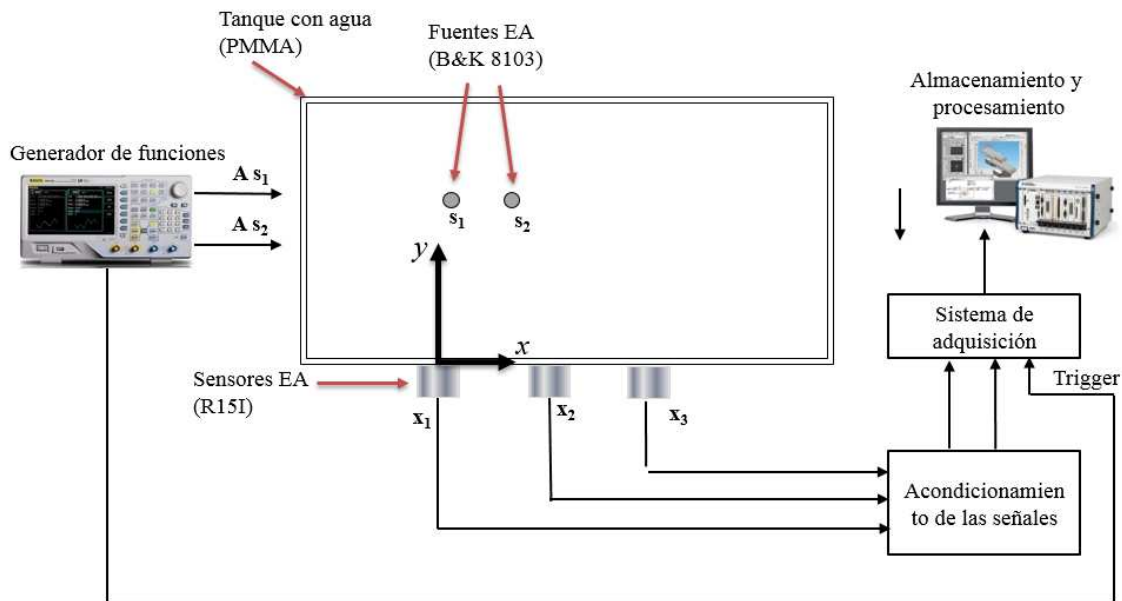 Tanque con agua
(PMMA)
Fuentes EA
(B&K 8103)
Almacenamiento y
procesamiento
Generador de funciones
A s₁
A s₂
s₁
s₂
y
x
Sistema de
adquisición
Sensores EA
(R15I)
Trigger
x₁
x₂
x₃
Acondicionamien
to de las señales